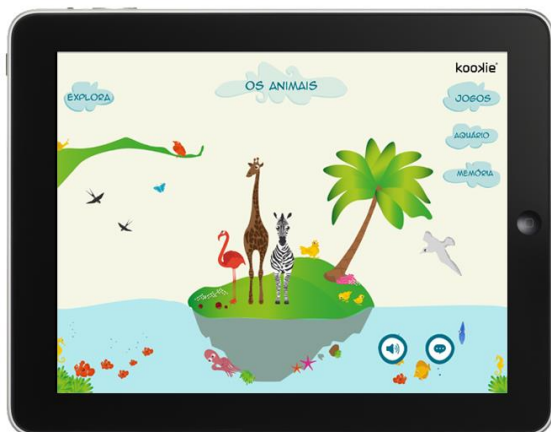 kookie
OS ANIMAIS
EXPLORA
JOGOS
AQUÁRIO
MEMÓRIA